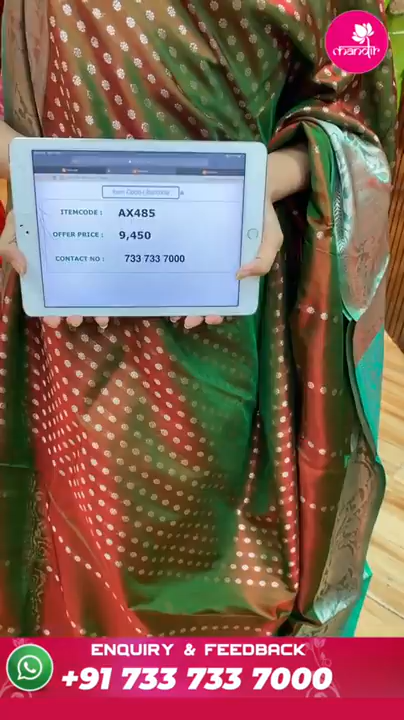 mandir
ITEMCODE : AX485
OFFER PRICE : 9,450
CONTACT NO : 733 733 7000
ENQUIRY & FEEDBACK
+91 733 733 7000